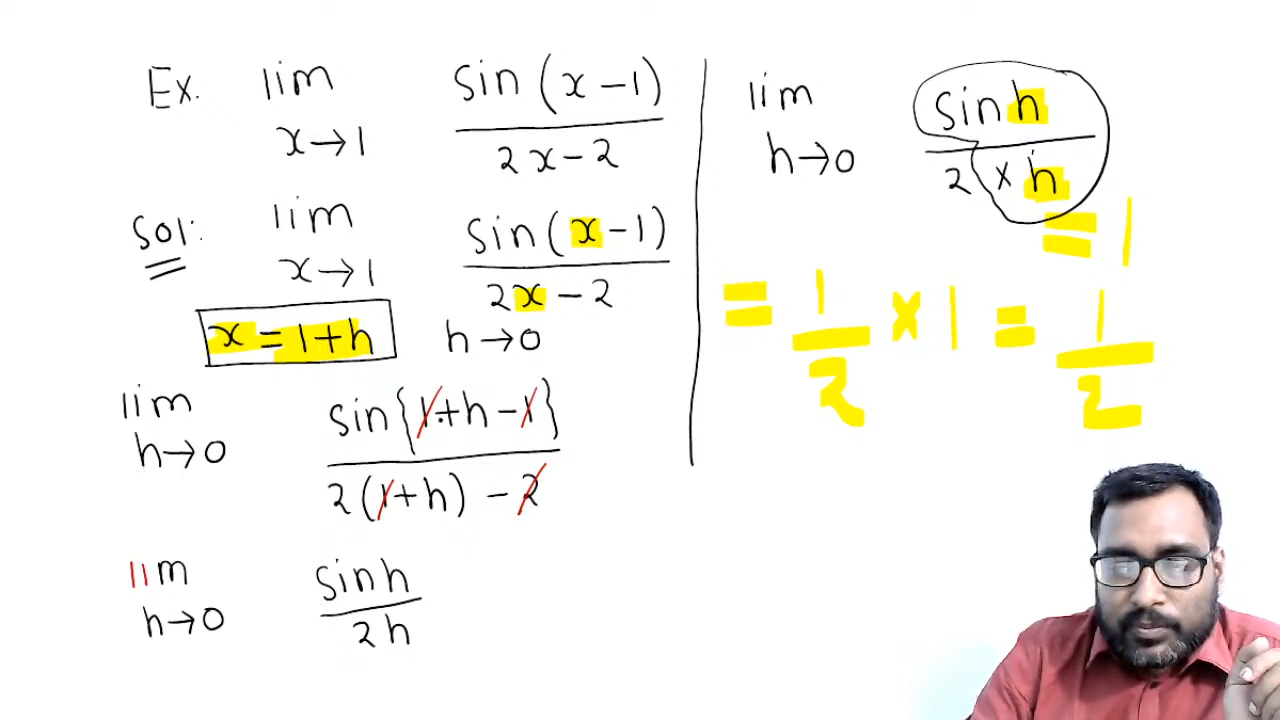 Ex. lim sin(x-1)
x→1 2x-2
Sol: lim sin(x-1)
x→1 2x-2
x = 1+h h→0
lim sin{1+h-1}
h→0 2(1+h)-2
lim sinh
h→0 2h
lim sinh
h→0 2×h
= 1
= 1/2 × 1 = 1/2